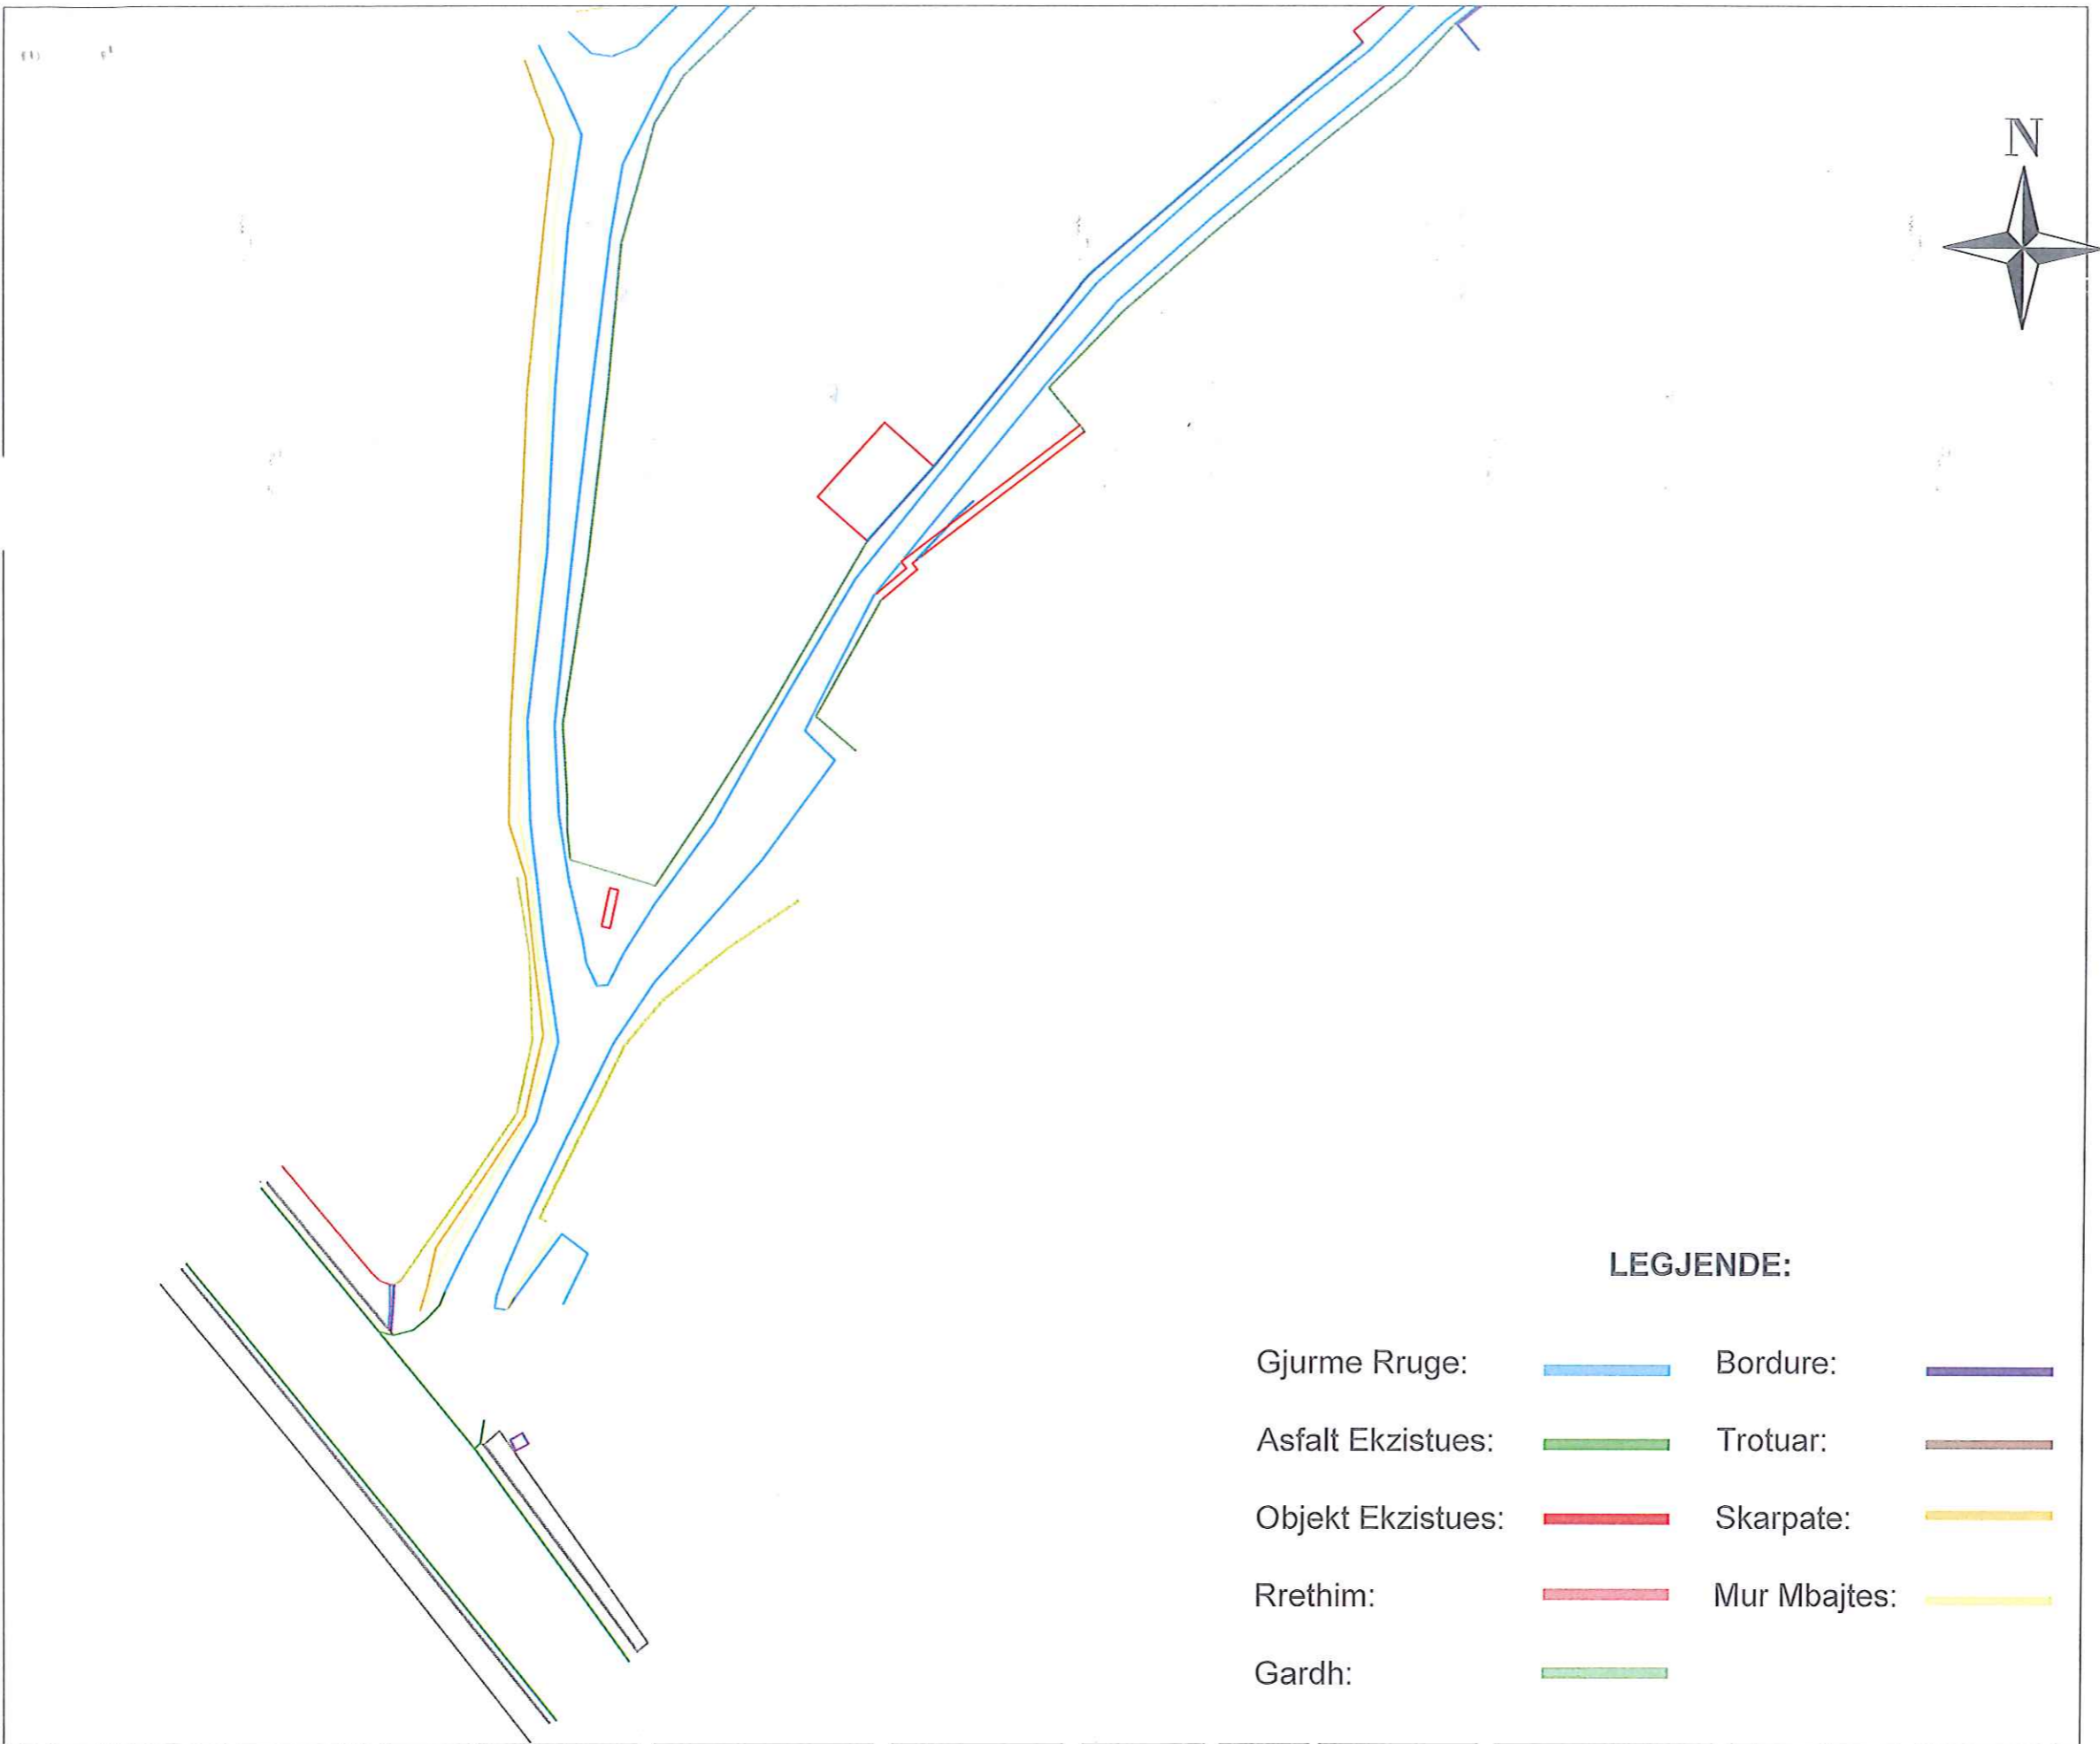 N
LEGJENDE:
Gjurme Rruge: Bordure:
Asfalt Ekzistues: Trotuar:
Objekt Ekzistues: Skarpate:
Rrethim: Mur Mbajtes:
Gardh: